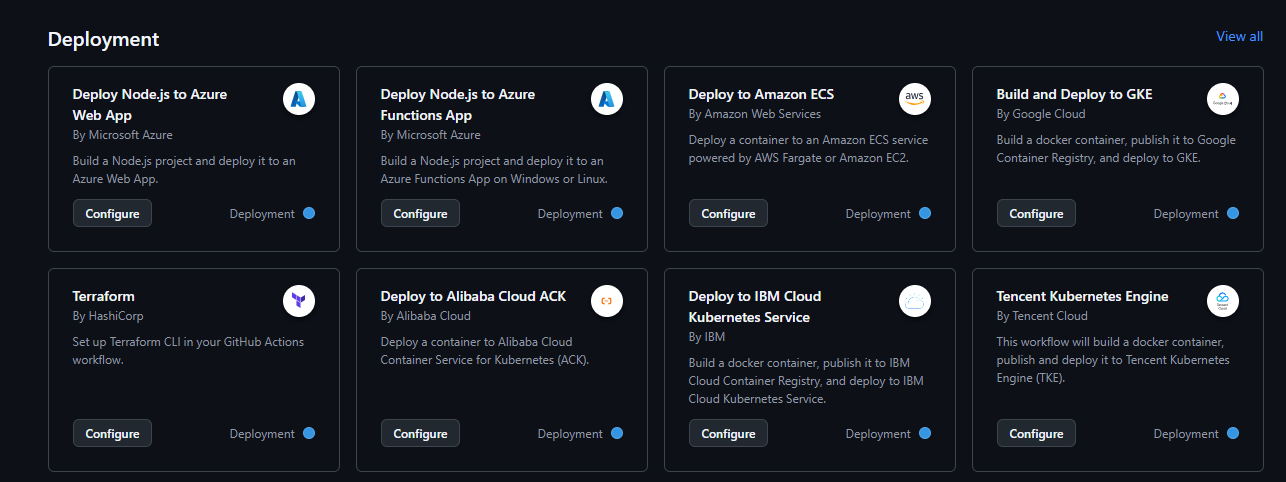 Deployment
View all
Deploy Node.js to Azure
Web App
By Microsoft Azure
Build a Node.js project and deploy it to an
Azure Web App.
Configure
Deployment
Deploy Node.js to Azure
Functions App
By Microsoft Azure
Build a Node.js project and deploy it to an
Azure Functions App on Windows or Linux.
Configure
Deployment
Deploy to Amazon ECS
aws
By Amazon Web Services
Deploy a container to an Amazon ECS service
powered by AWS Fargate or Amazon EC2.
Configure
Deployment
Build and Deploy to GKE
Google Cloud
By Google Cloud
Build a docker container, publish it to Google
Container Registry, and deploy to GKE.
Configure
Deployment
Terraform
By HashiCorp
Set up Terraform CLI in your GitHub Actions
workflow.
Configure
Deployment
Deploy to Alibaba Cloud ACK
By Alibaba Cloud
Deploy a container to Alibaba Cloud
Container Service for Kubernetes (ACK).
Configure
Deployment
Deploy to IBM Cloud
Kubernetes Service
By IBM
Build a docker container, publish it to IBM
Cloud Container Registry, and deploy to IBM
Cloud Kubernetes Service.
Configure
Deployment
Tencent Kubernetes Engine
Tencent
Cloud
By Tencent Cloud
This workflow will build a docker container,
publish and deploy it to Tencent Kubernetes
Engine (TKE).
Configure
Deployment